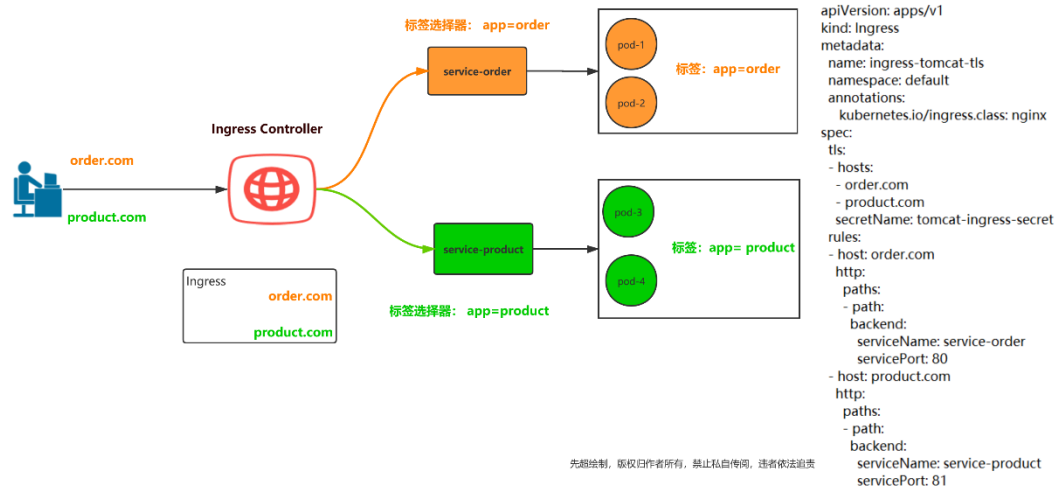 标签选择器： app=order
service-order
pod-1
pod-2
标签：app=order
Ingress Controller
order.com
product.com
service-product
pod-3
pod-4
标签：app= product
标签选择器： app=product
Ingress
order.com
product.com
先超绘制，版权归作者所有，禁止私自传阅，违者依法追责
apiVersion: apps/v1
kind: Ingress
metadata:
  name: ingress-tomcat-tls
  namespace: default
  annotations:
    kubernetes.io/ingress.class: nginx
spec:
  tls:
  - hosts:
    - order.com
    - product.com
    secretName: tomcat-ingress-secret
  rules:
  - host: order.com
    http:
      paths:
      - path:
        backend:
          serviceName: service-order
          servicePort: 80
  - host: product.com
    http:
      paths:
      - path:
        backend:
          serviceName: service-product
          servicePort: 81